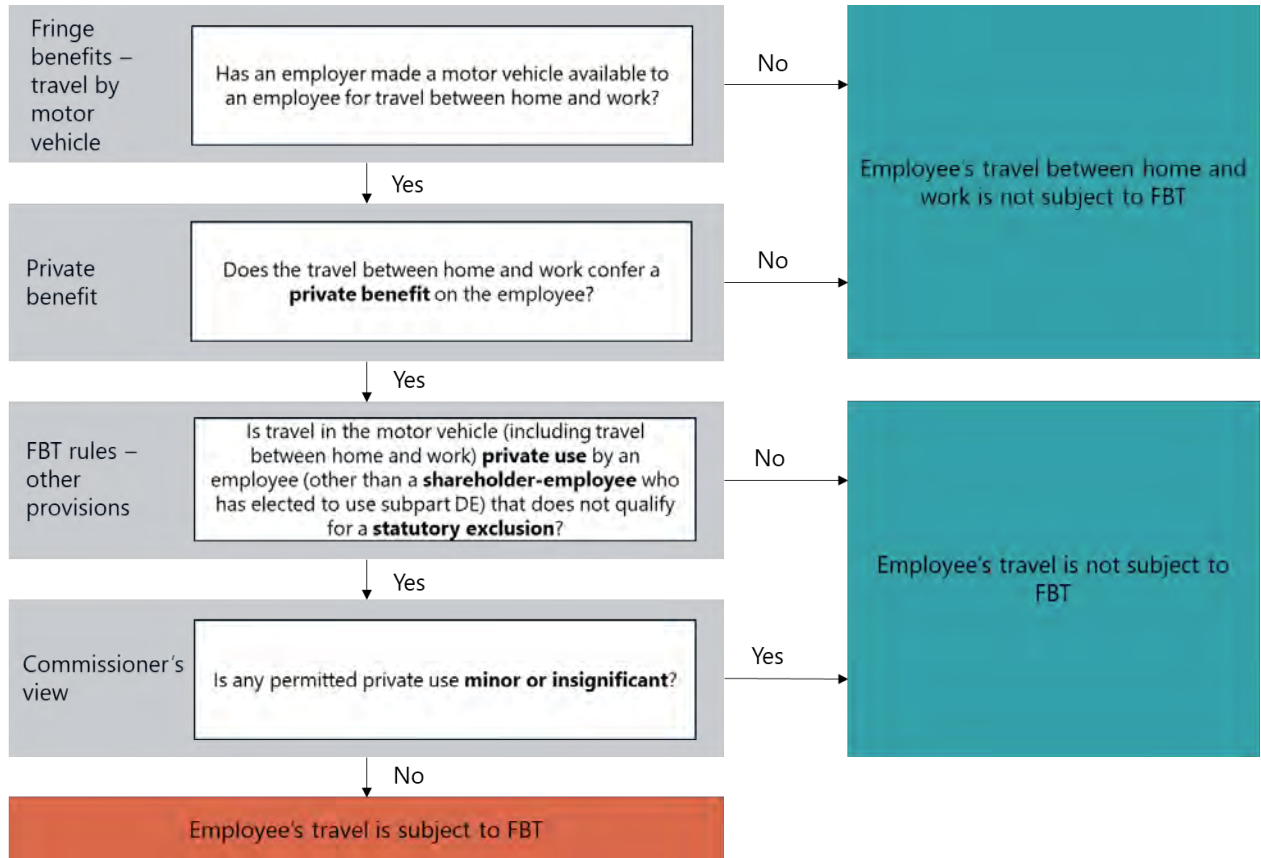 Fringe
benefits –
travel by
motor
vehicle
Has an employer made a motor vehicle available to
an employee for travel between home and work?
No
Employee's travel between home and
work is not subject to FBT
Yes
Private
benefit
Does the travel between home and work confer a
private benefit on the employee?
No
Yes
FBT rules –
other
provisions
Is travel in the motor vehicle (including travel
between home and work) private use by an
employee (other than a shareholder-employee who
has elected to use subpart DE) that does not qualify
for a statutory exclusion?
No
Employee's travel is not subject to
FBT
Yes
Commissioner's
view
Is any permitted private use minor or insignificant?
Yes
No
Employee's travel is subject to FBT